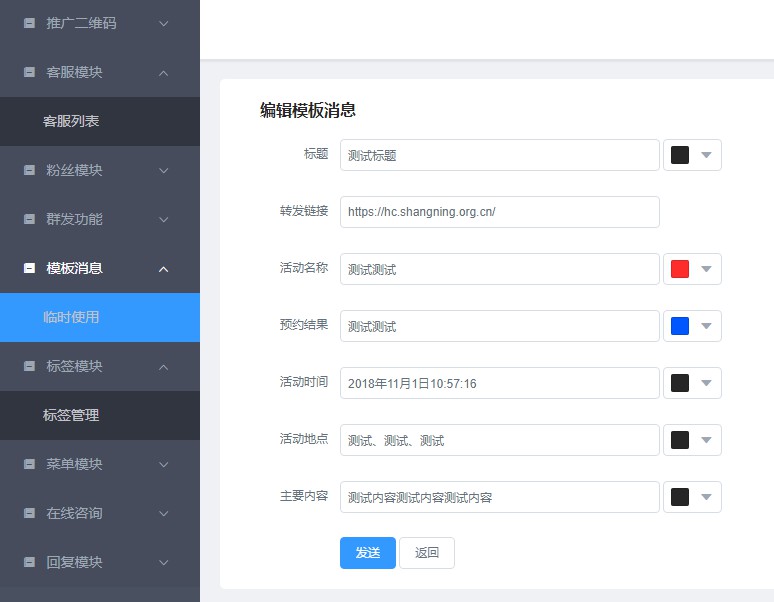 推广二维码
客服模块
客服列表
粉丝模块
群发功能
模板消息
临时使用
标签模块
标签管理
菜单模块
在线咨询
回复模块
编辑模板消息
标题 测试标题
转发链接 https://hc.shangning.org.cn/
活动名称 测试测试
预约结果 测试测试
活动时间 2018年11月1日10:57:16
活动地点 测试、测试、测试
主要内容 测试内容测试内容测试内容
发送 返回